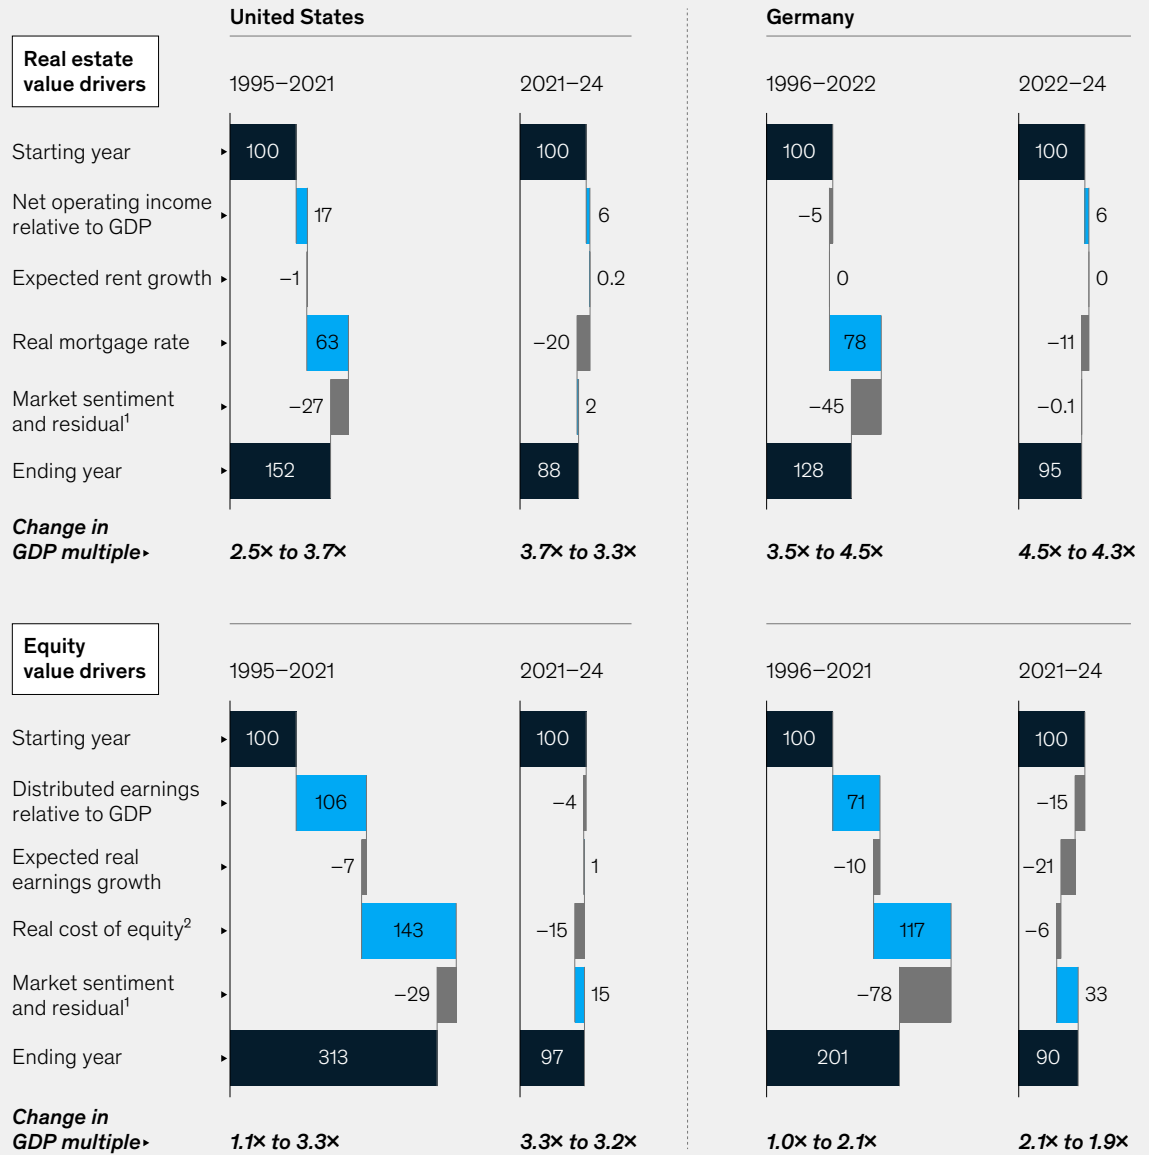 United States
Germany
Real estate
value drivers
1995–2021
2021–24
1996–2022
2022–24
Starting year
100
100
100
100
Net operating income
relative to GDP
17
6
–5
6
Expected rent growth
–1
0.2
0
0
Real mortgage rate
63
–20
78
–11
Market sentiment
and residual¹
–27
2
–45
–0.1
Ending year
152
88
128
95
Change in
GDP multiple▸
2.5× to 3.7×
3.7× to 3.3×
3.5× to 4.5×
4.5× to 4.3×
Equity
value drivers
1995–2021
2021–24
1996–2021
2021–24
Starting year
100
100
100
100
Distributed earnings
relative to GDP
106
–4
71
–15
Expected real
earnings growth
–7
1
–10
–21
Real cost of equity²
143
–15
117
–6
Market sentiment
and residual¹
–29
15
–78
33
Ending year
313
97
201
90
Change in
GDP multiple▸
1.1× to 3.3×
3.3× to 3.2×
1.0× to 2.1×
2.1× to 1.9×